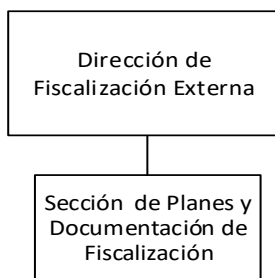 Dirección de
Fiscalización Externa
Sección de Planes y
Documentación de
Fiscalización